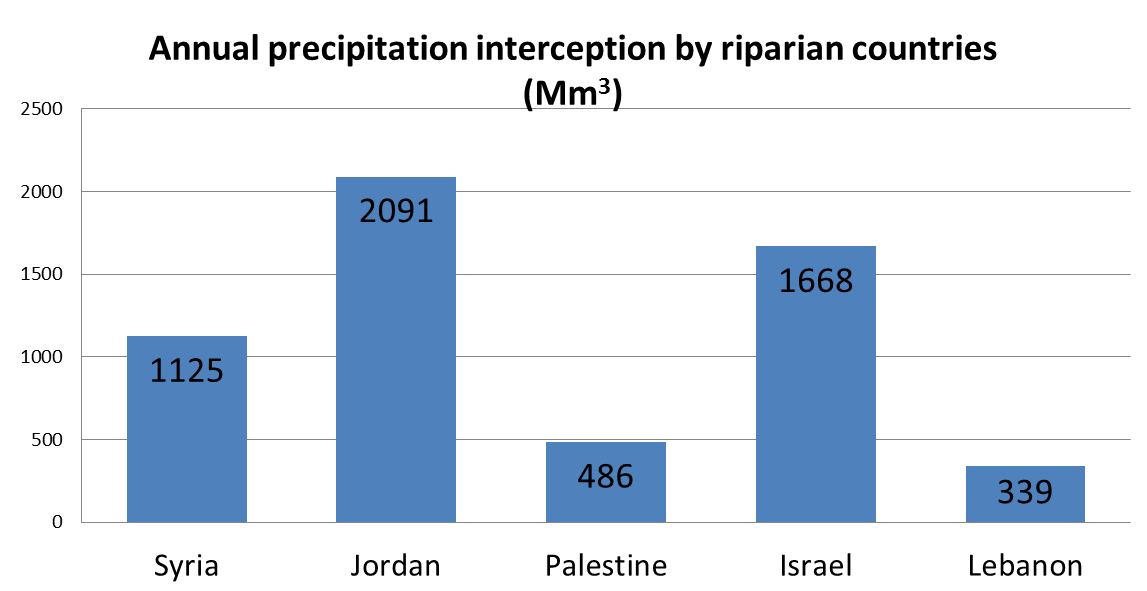 Annual precipitation interception by riparian countries
(Mm³)
2500
2000
1500
1000
500
0
1125
2091
486
1668
339
Syria
Jordan
Palestine
Israel
Lebanon